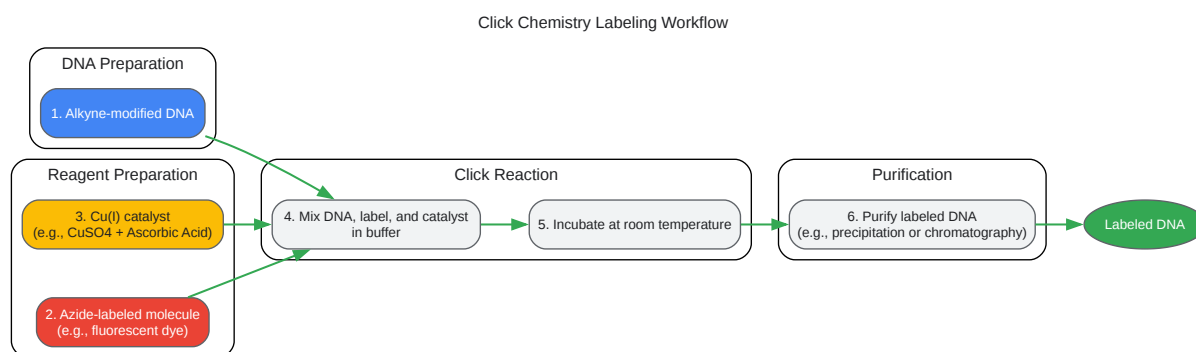 Click Chemistry Labeling Workflow
DNA Preparation
1. Alkyne-modified DNA
Reagent Preparation
3. Cu(I) catalyst
(e.g., CuSO4 + Ascorbic Acid)
2. Azide-labeled molecule
(e.g., fluorescent dye)
Click Reaction
4. Mix DNA, label, and catalyst
in buffer
5. Incubate at room temperature
Purification
6. Purify labeled DNA
(e.g., precipitation or chromatography)
Labeled DNA